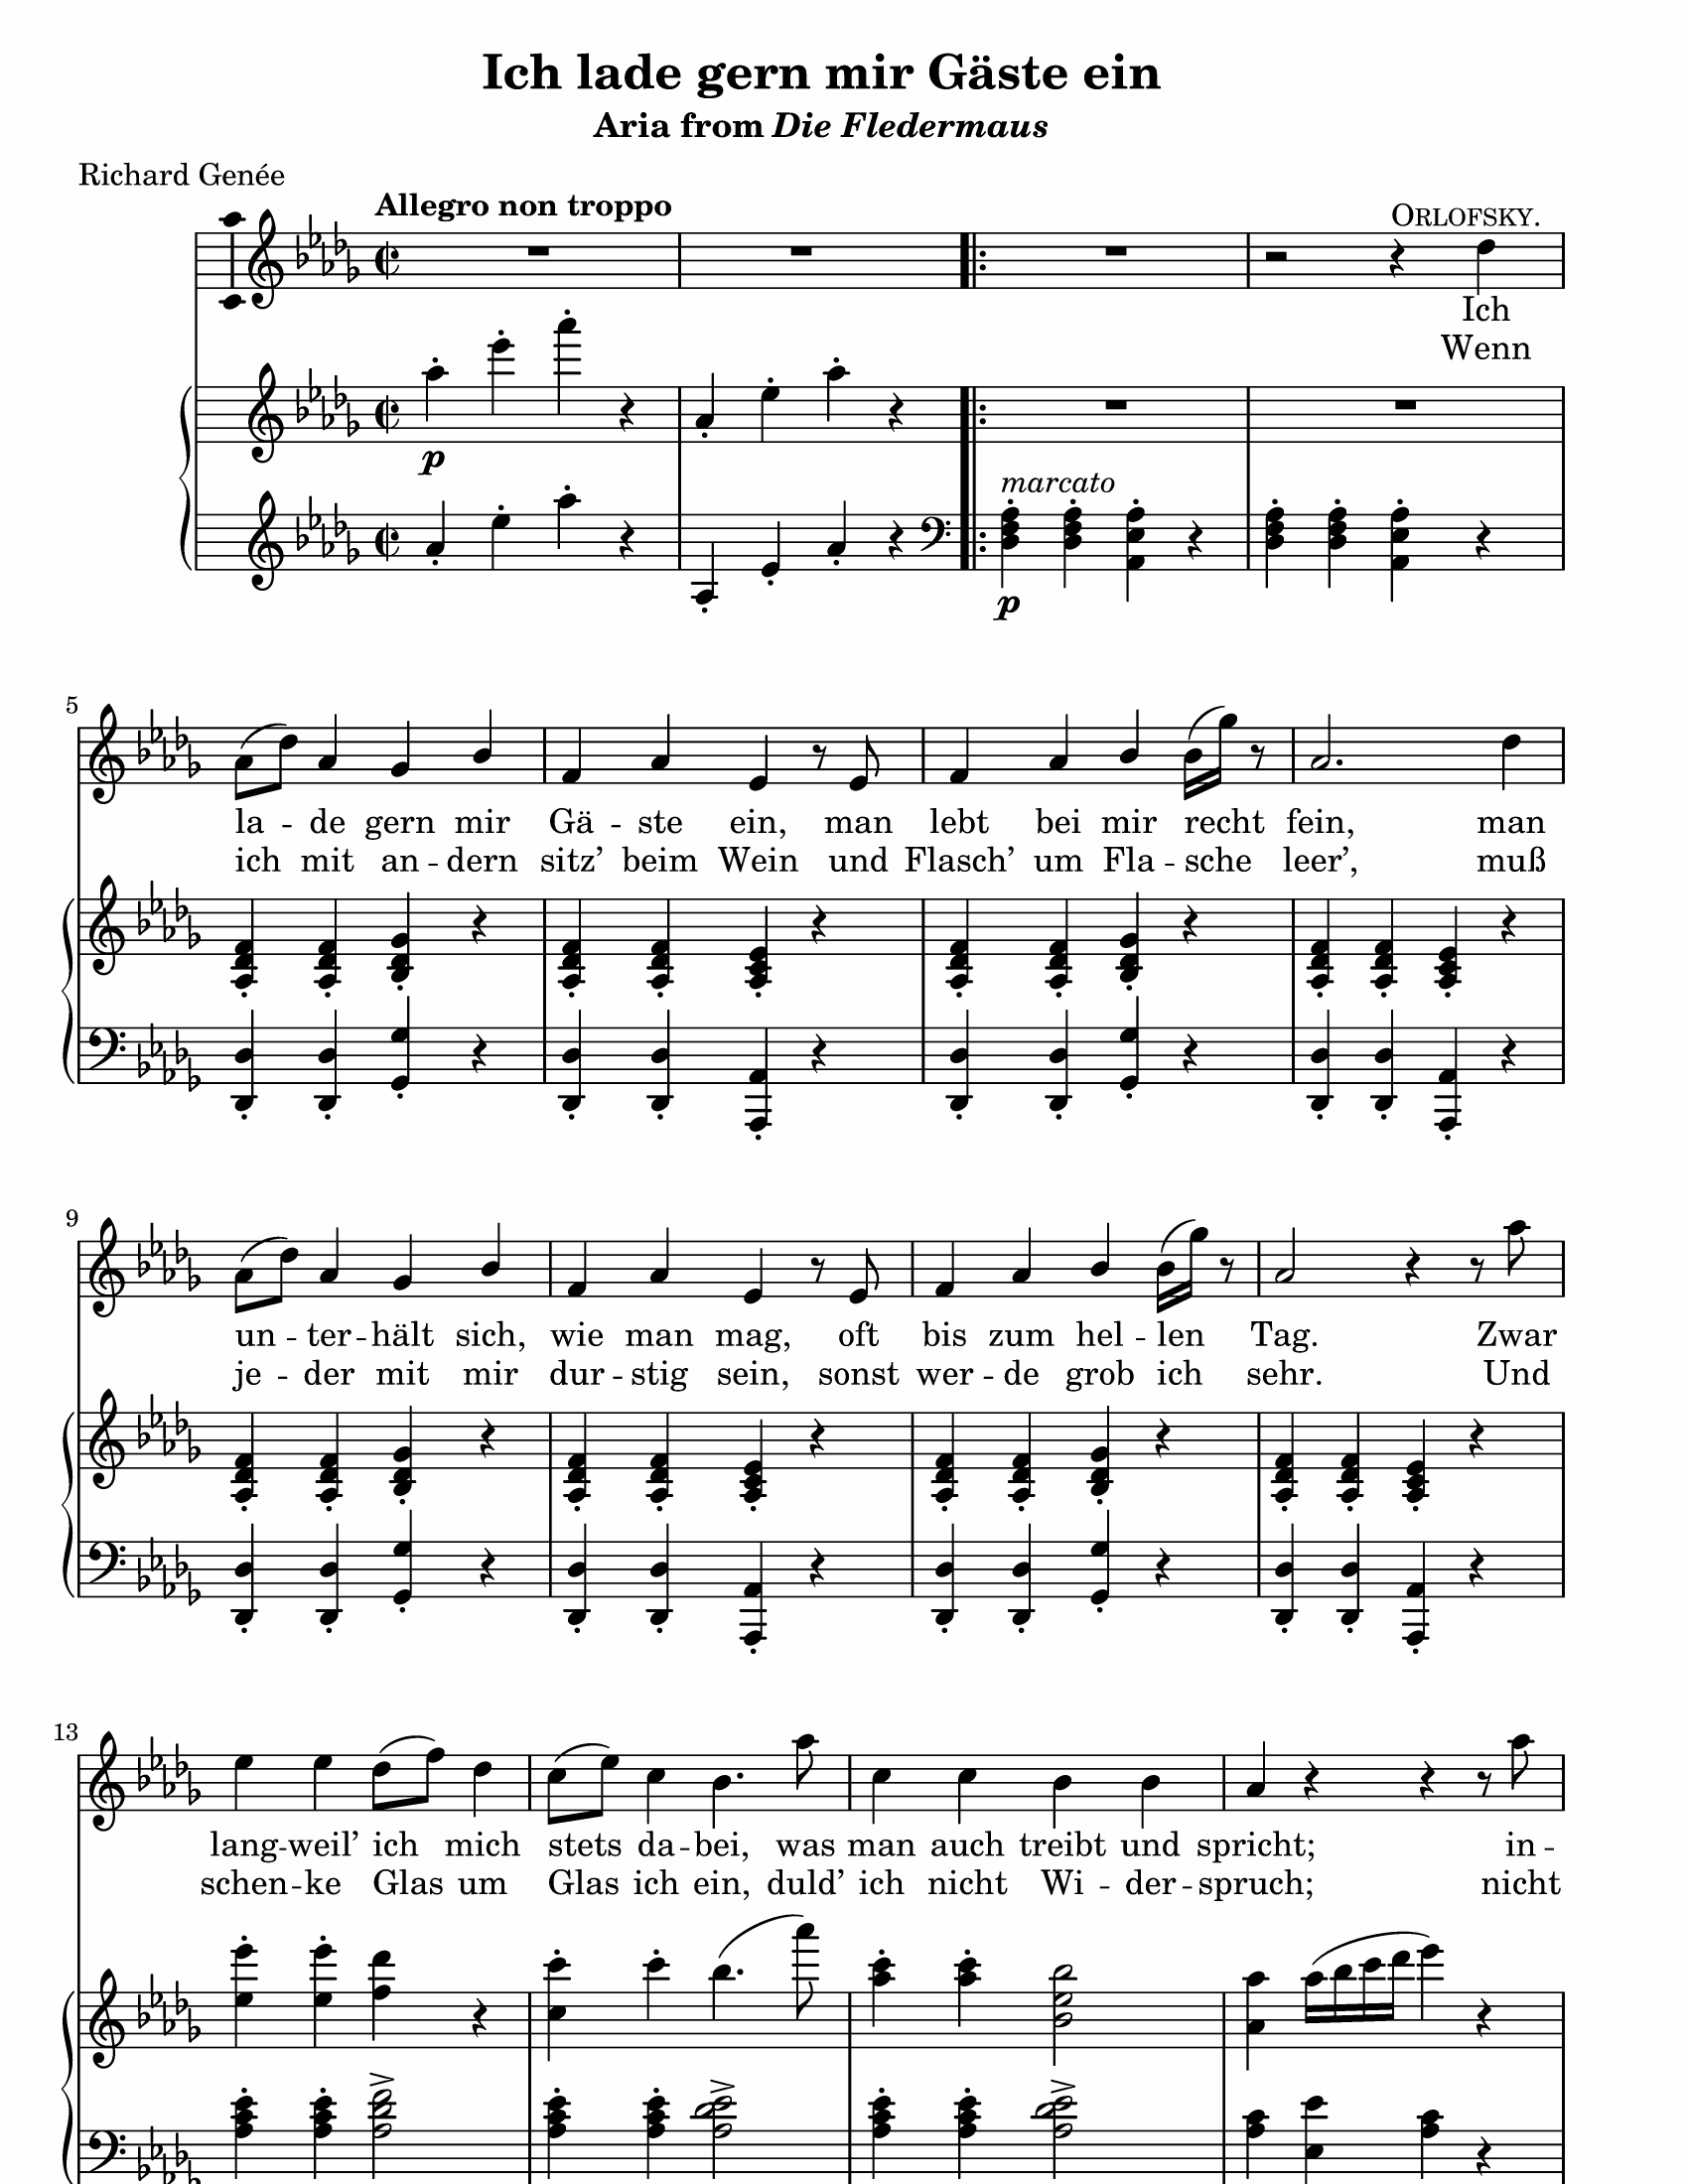 Ich lade gern mir Gäste ein
Aria from Die Fledermaus
Richard Genée
Allegro non troppo
Orlofsky.
Ich
Wenn
p
marcato
p
5
la - de gern mir Gä - ste ein, man lebt bei mir recht fein, man
ich mit an - dern sitz’ beim Wein und Flasch’ um Fla - sche leer’, muß
9
un - ter - hält sich, wie man mag, oft bis zum hel - len Tag. Zwar
je - der mit mir dur - stig sein, sonst wer - de grob ich sehr. Und
13
lang - weil’ ich mich stets da - bei, was man auch treibt und spricht; in -
schen - ke Glas um Glas ich ein, duld’ ich nicht Wi - der - spruch; nicht